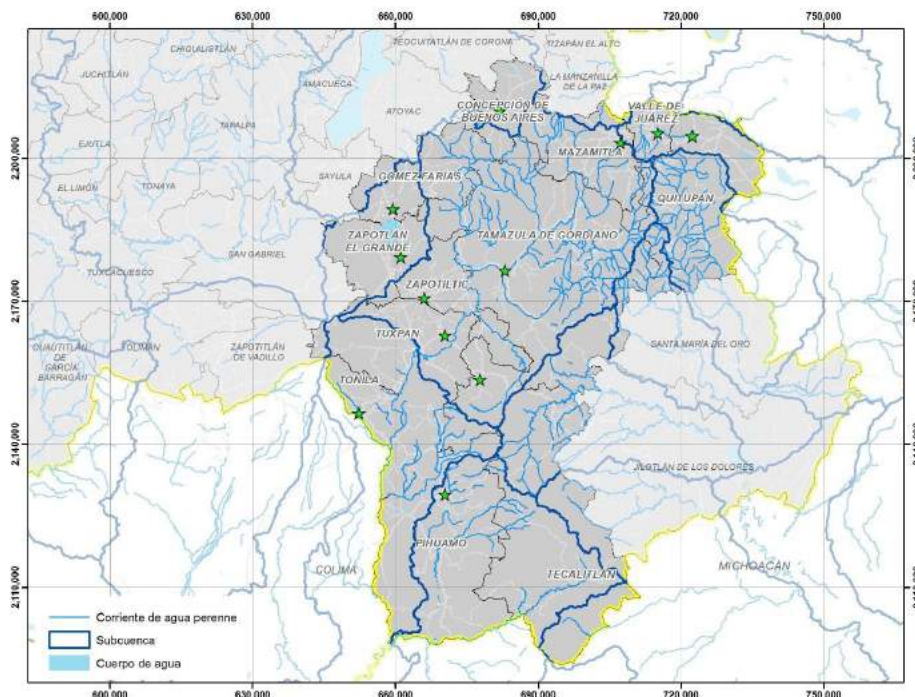 600,000 630,000 660,000 690,000 720,000 750,000
TEOCUITATLÁN DE CORONA
TIZAPÁN EL ALTO
CHIQUILISTLÁN
JUCHITLÁN
AMACUECA
LA MANZANILLA
DE LA PAZ
ATOYAC
CONCEPCIÓN DE
BUENOS AIRES
VALLE DE
JUÁREZ
TAPALPA
EJUTLA
MAZAMITLA
2,200,000
SAYULA
GÓMEZ FARÍAS
EL LIMÓN
TONAYA
QUITUPÁN
ZAPOTLÁN
EL GRANDE
TAMAZULA DE GORDIANO
SAN GABRIEL
TUXCACUESCO
ZAPOTILTIC
2,170,000
TUXPAN
CUAUTITLÁN
DE GARCÍA
BARRAGÁN
TOLIMÁN
ZAPOTITLÁN
DE VADILLO
SANTA MARÍA DEL ORO
TONILA
2,140,000
JILOTLÁN DE LOS DOLORES
PIHUAMO
COLIMA
TECALITLÁN
MICHOACÁN
2,110,000
Corriente de agua perenne
Subcuenca
Cuerpo de agua
600,000 630,000 660,000 690,000 720,000 750,000